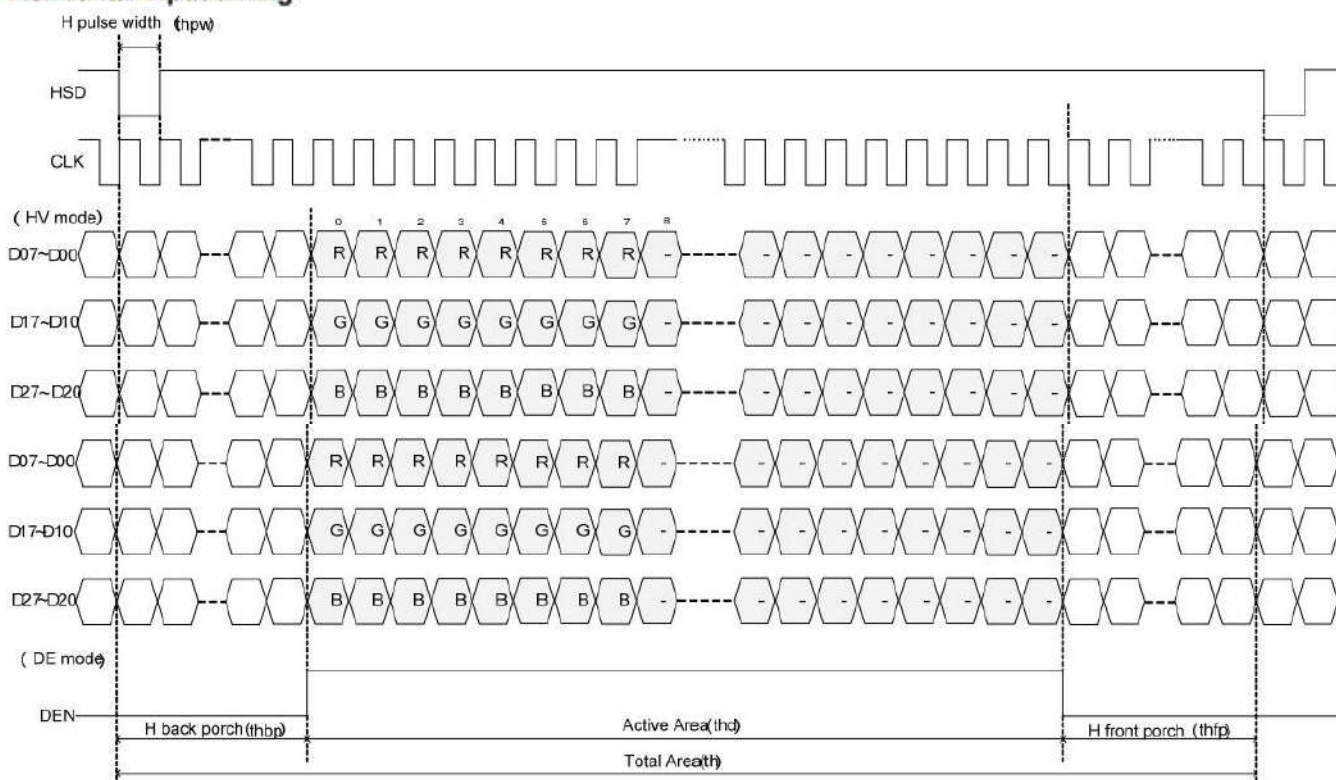 H pulse width (thpw)
HSD
CLK
( HV mode)
0 1 2 3 4 5 6 7 8
D07~D00 R R R R R R R R - - - - - - - - -
D17~D10 G G G G G G G G - - - - - - - - -
D27~D20 B B B B B B B B - - - - - - - - -
D07~D00 R R R R R R R R - - - - - - - - -
D17~D10 G G G G G G G G - - - - - - - - -
D27~D20 B B B B B B B B - - - - - - - - -
( DE mode)
DEN
H back porch (thbp) Active Area(thd) H front porch (thfp)
Total Area(th)